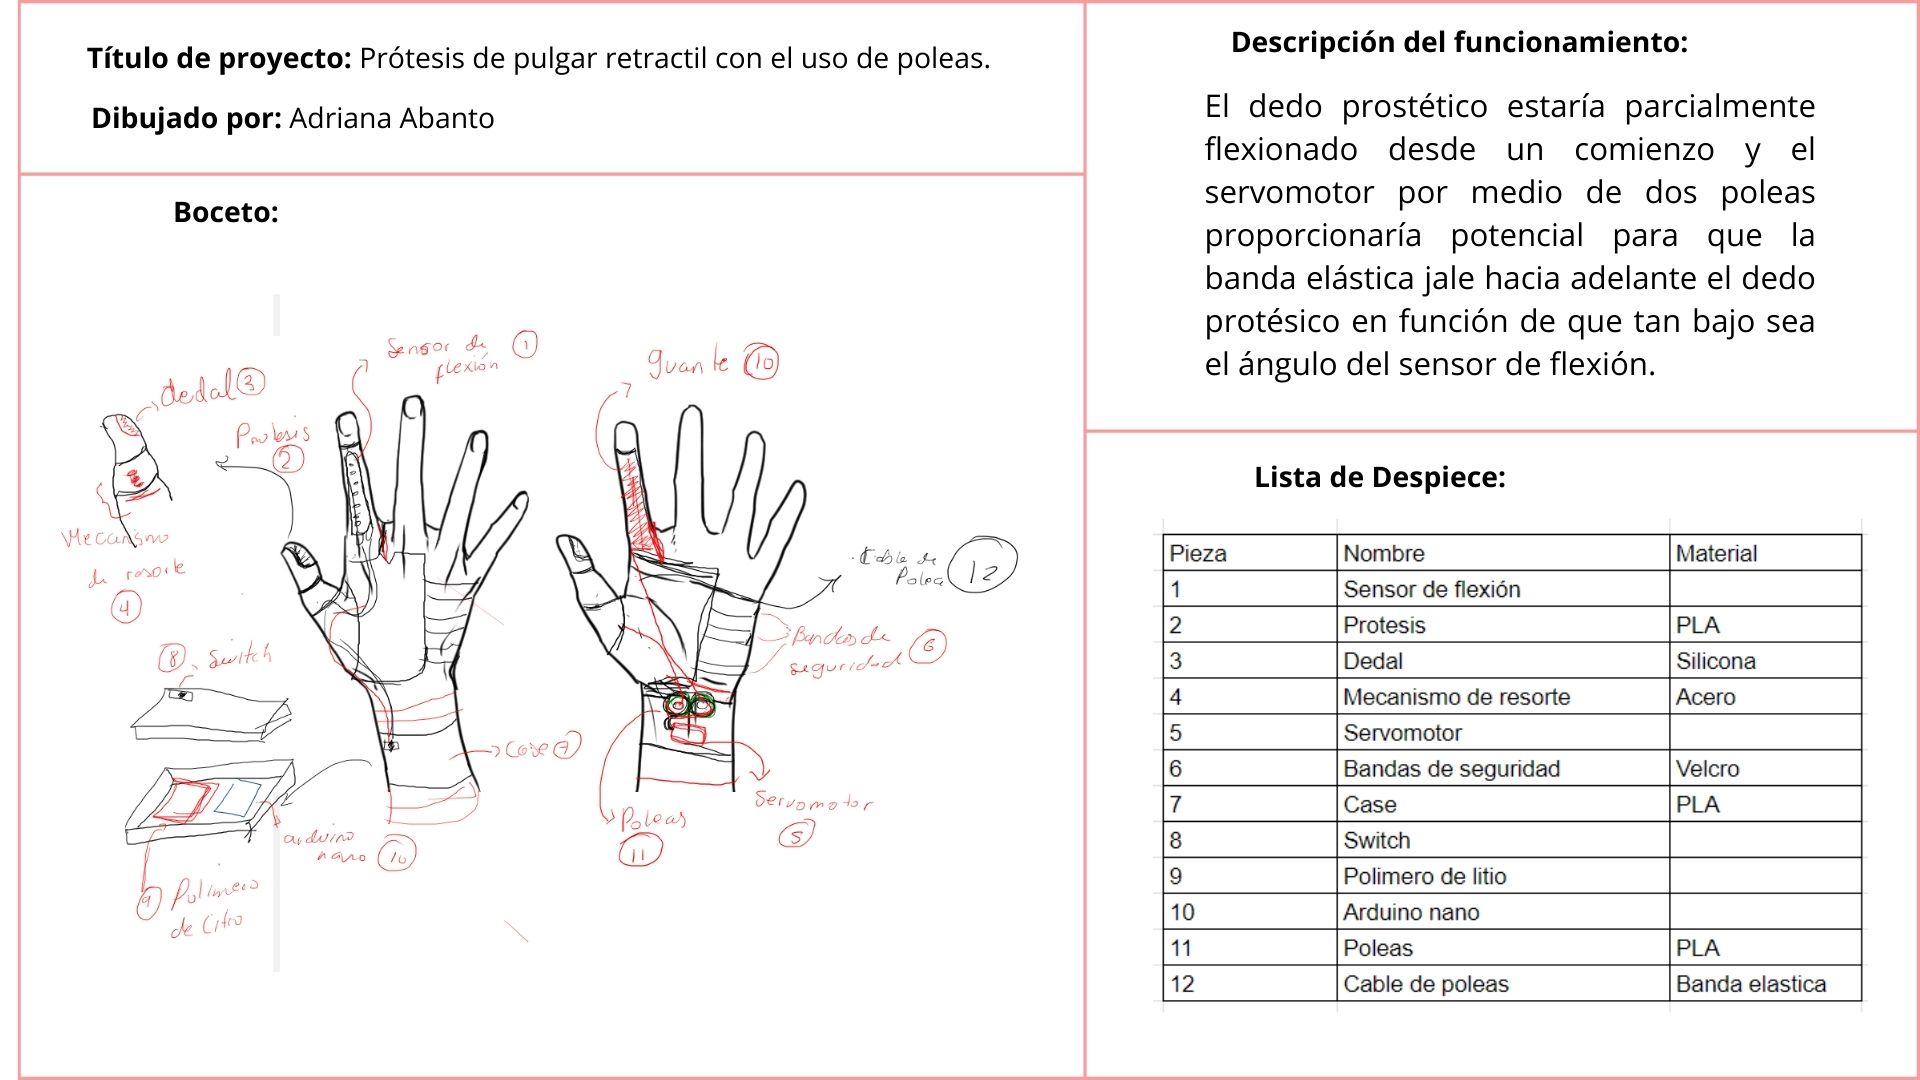 Título de proyecto: Prótesis de pulgar retractil con el uso de poleas.
Dibujado por: Adriana Abanto
Boceto:
Sensor de
flexión 1
guante 10
dedal 3
Protesis
2
Mecanismo
de resorte
4
Cable de
Polea 12
8 Switch
Bandas de
seguridad 6
Case 7
Servomotor
5
Poleas
11
arduino
nano 10
9 Polimero
de Litio
Descripción del funcionamiento:
El dedo prostético estaría parcialmente
flexionado desde un comienzo y el
servomotor por medio de dos poleas
proporcionaría potencial para que la
banda elástica jale hacia adelante el dedo
protésico en función de que tan bajo sea
el ángulo del sensor de flexión.
Lista de Despiece:
Pieza Nombre Material
1 Sensor de flexión
2 Protesis PLA
3 Dedal Silicona
4 Mecanismo de resorte Acero
5 Servomotor
6 Bandas de seguridad Velcro
7 Case PLA
8 Switch
9 Polimero de litio
10 Arduino nano
11 Poleas PLA
12 Cable de poleas Banda elastica